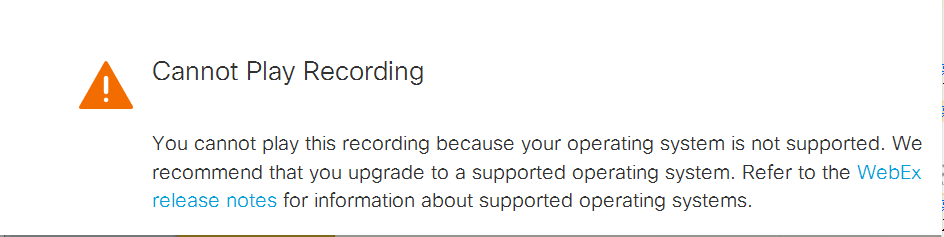 Cannot Play Recording
You cannot play this recording because your operating system is not supported. We
recommend that you upgrade to a supported operating system. Refer to the WebEx
release notes for information about supported operating systems.